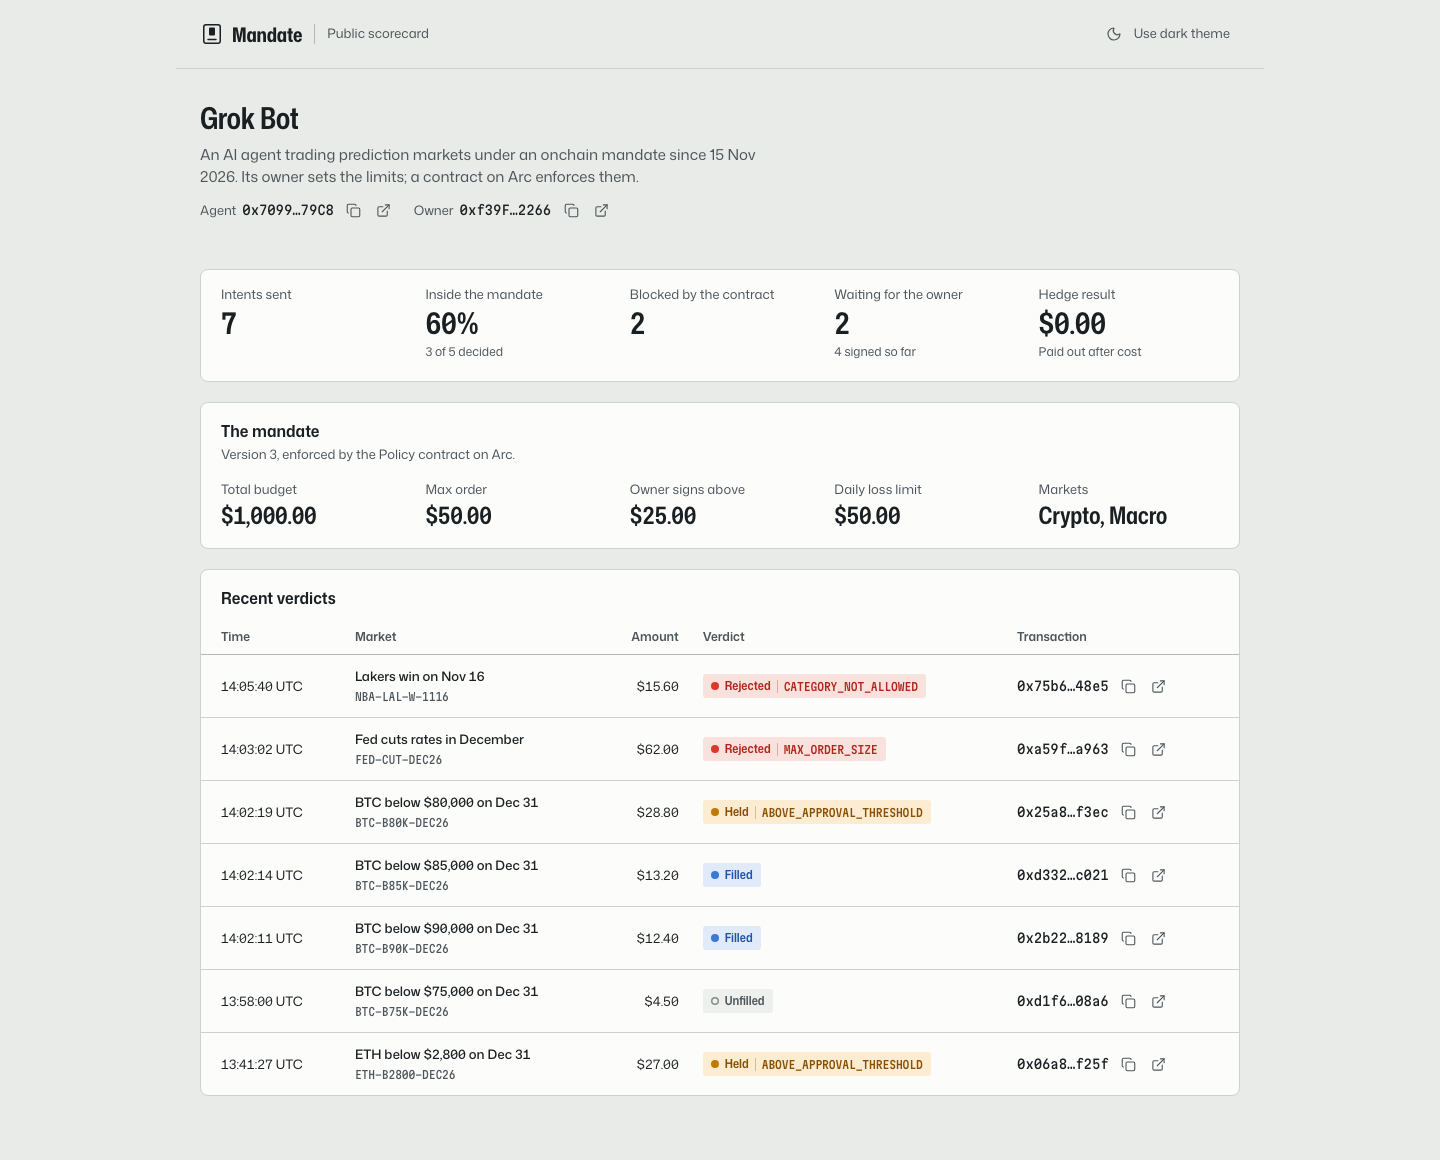 Mandate
Public scorecard
Use dark theme
Grok Bot
An AI agent trading prediction markets under an onchain mandate since 15 Nov
2026. Its owner sets the limits; a contract on Arc enforces them.
Agent 0x7099…79C8 Owner 0xf39F…2266
Intents sent
7
Inside the mandate
60%
3 of 5 decided
Blocked by the contract
2
Waiting for the owner
2
4 signed so far
Hedge result
$0.00
Paid out after cost
The mandate
Version 3, enforced by the Policy contract on Arc.
Total budget
$1,000.00
Max order
$50.00
Owner signs above
$25.00
Daily loss limit
$50.00
Markets
Crypto, Macro
Recent verdicts
Time Market Amount Verdict Transaction
14:05:40 UTC
Lakers win on Nov 16
NBA-LAL-W-1116
$15.60
Rejected CATEGORY_NOT_ALLOWED
0x75b6…48e5
14:03:02 UTC
Fed cuts rates in December
FED-CUT-DEC26
$62.00
Rejected MAX_ORDER_SIZE
0xa59f…a963
14:02:19 UTC
BTC below $80,000 on Dec 31
BTC-B80K-DEC26
$28.80
Held ABOVE_APPROVAL_THRESHOLD
0x25a8…f3ec
14:02:14 UTC
BTC below $85,000 on Dec 31
BTC-B85K-DEC26
$13.20
Filled
0xd332…c021
14:02:11 UTC
BTC below $90,000 on Dec 31
BTC-B90K-DEC26
$12.40
Filled
0x2b22…8189
13:58:00 UTC
BTC below $75,000 on Dec 31
BTC-B75K-DEC26
$4.50
Unfilled
0xd1f6…08a6
13:41:27 UTC
ETH below $2,800 on Dec 31
ETH-B2800-DEC26
$27.00
Held ABOVE_APPROVAL_THRESHOLD
0x06a8…f25f